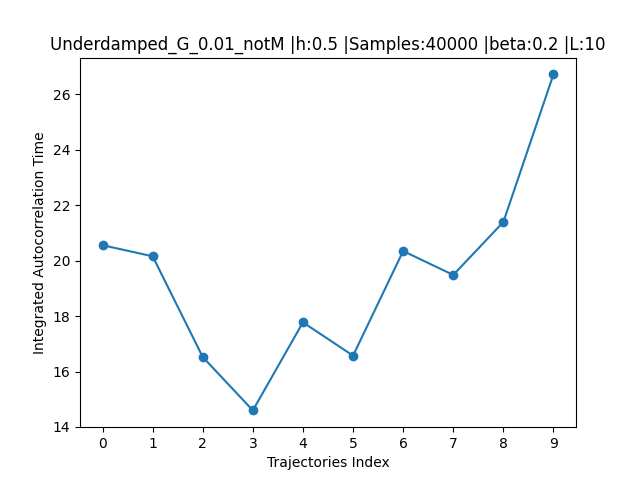 Underdamped_G_0.01_notM |h:0.5 |Samples:40000 |beta:0.2 |L:10
Integrated Autocorrelation Time
26
24
22
20
18
16
14
0 1 2 3 4 5 6 7 8 9
Trajectories Index